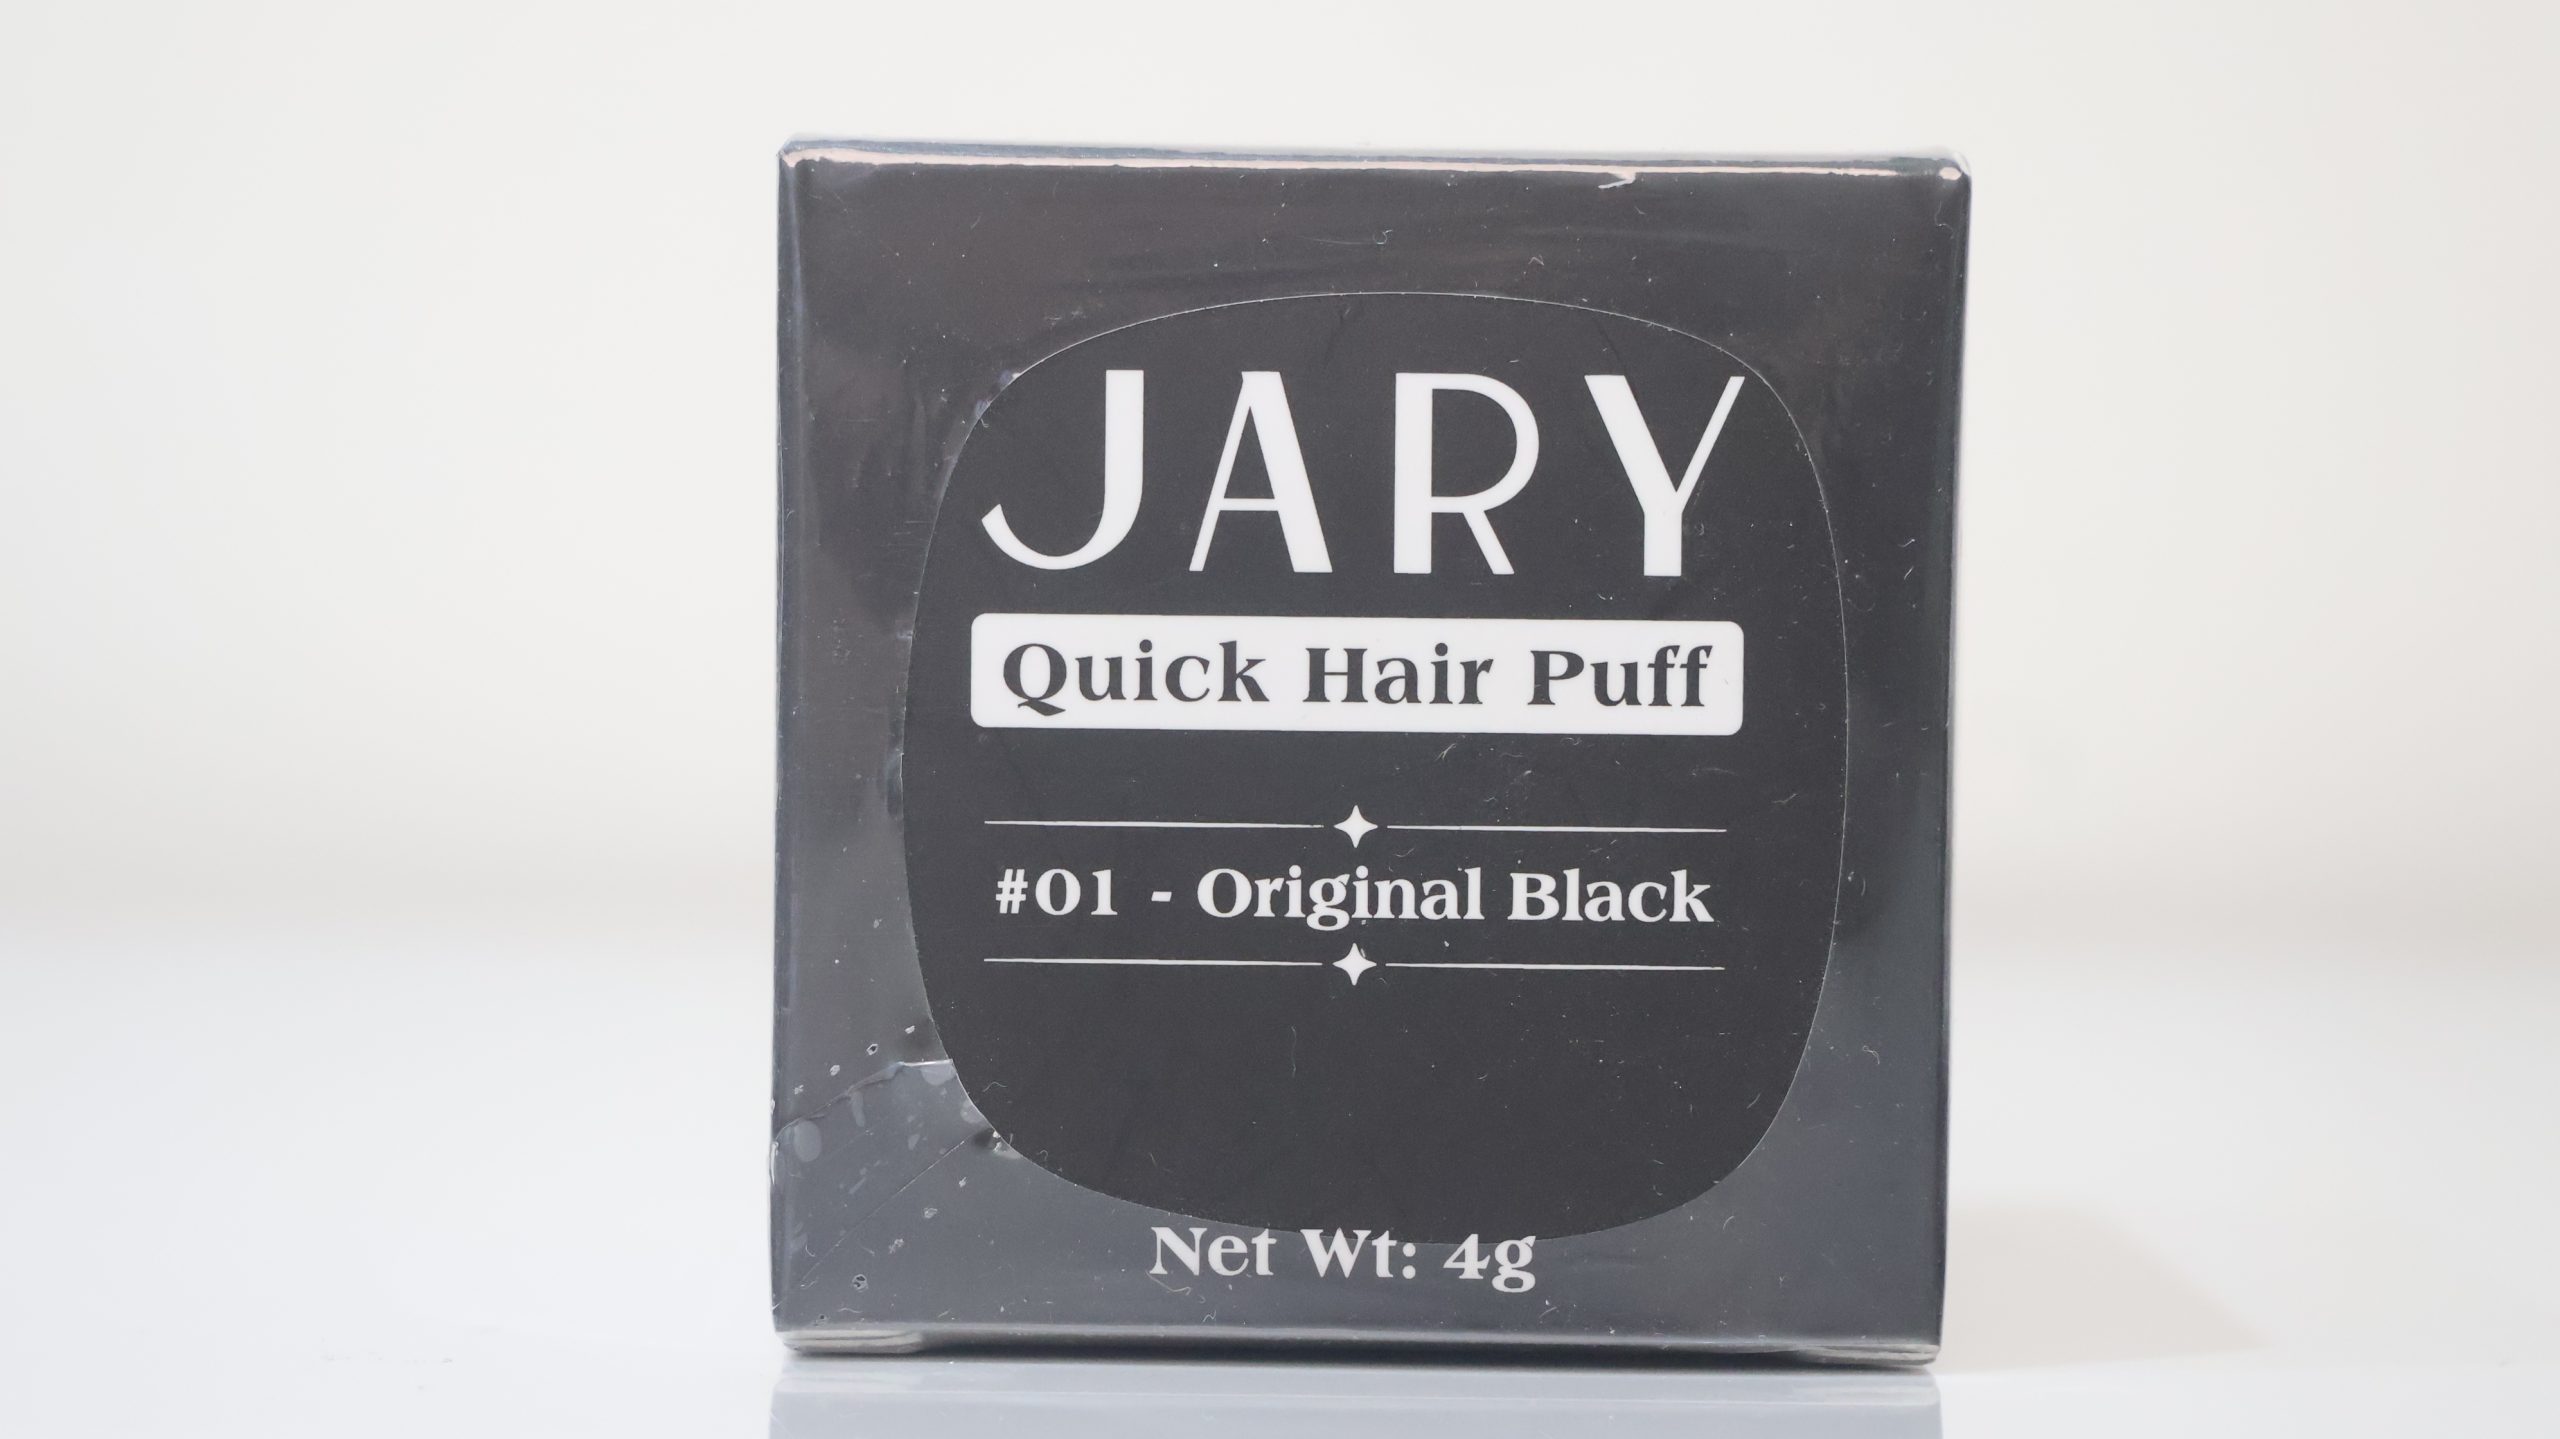 JARY
Quick Hair Puff
#01 - Original Black
Net Wt: 4g